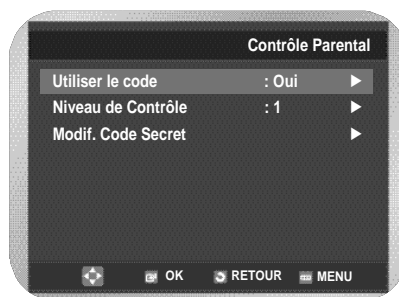 Contrôle Parental
Utiliser le code : Oui
Niveau de Contrôle : 1
Modif. Code Secret
OK RETOUR MENU